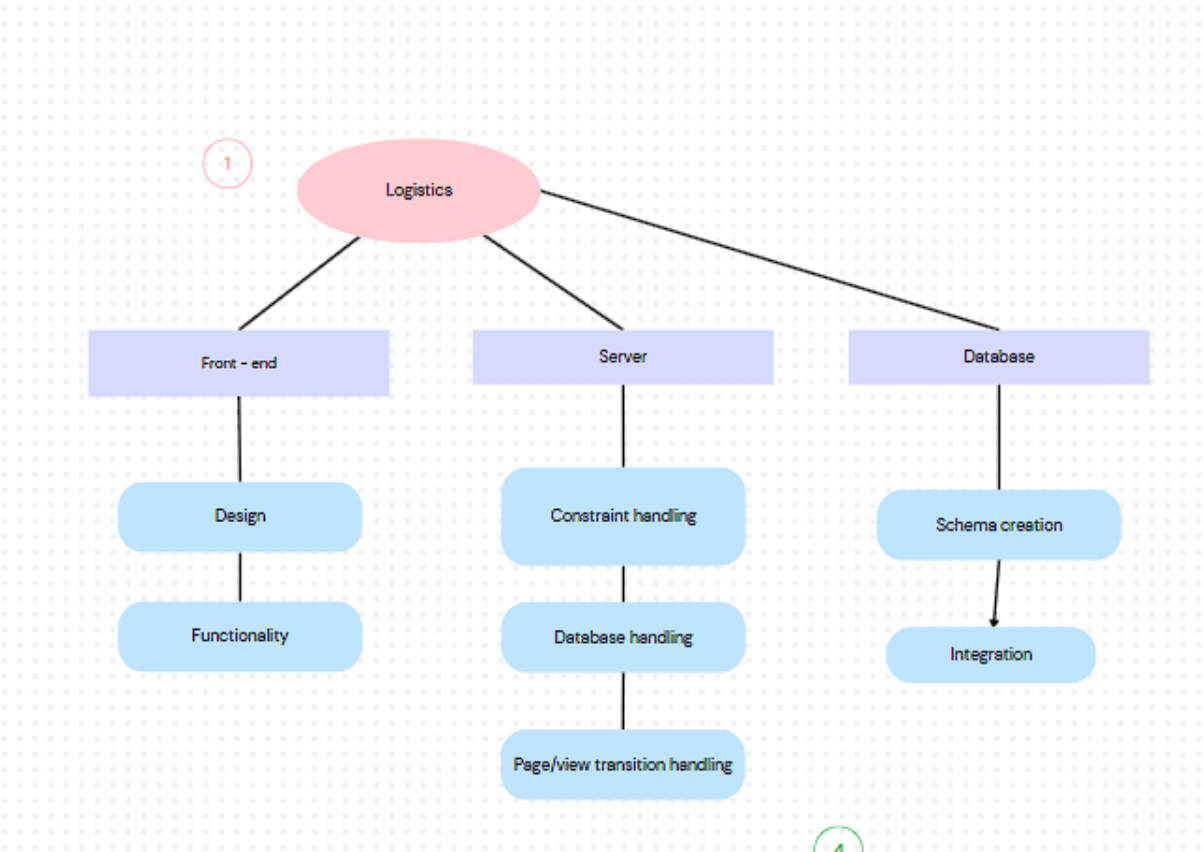 1
Logistics
Front - end
Server
Database
Design
Constraint handling
Schema creation
Functionality
Database handling
Integration
Page/view transition handling
4